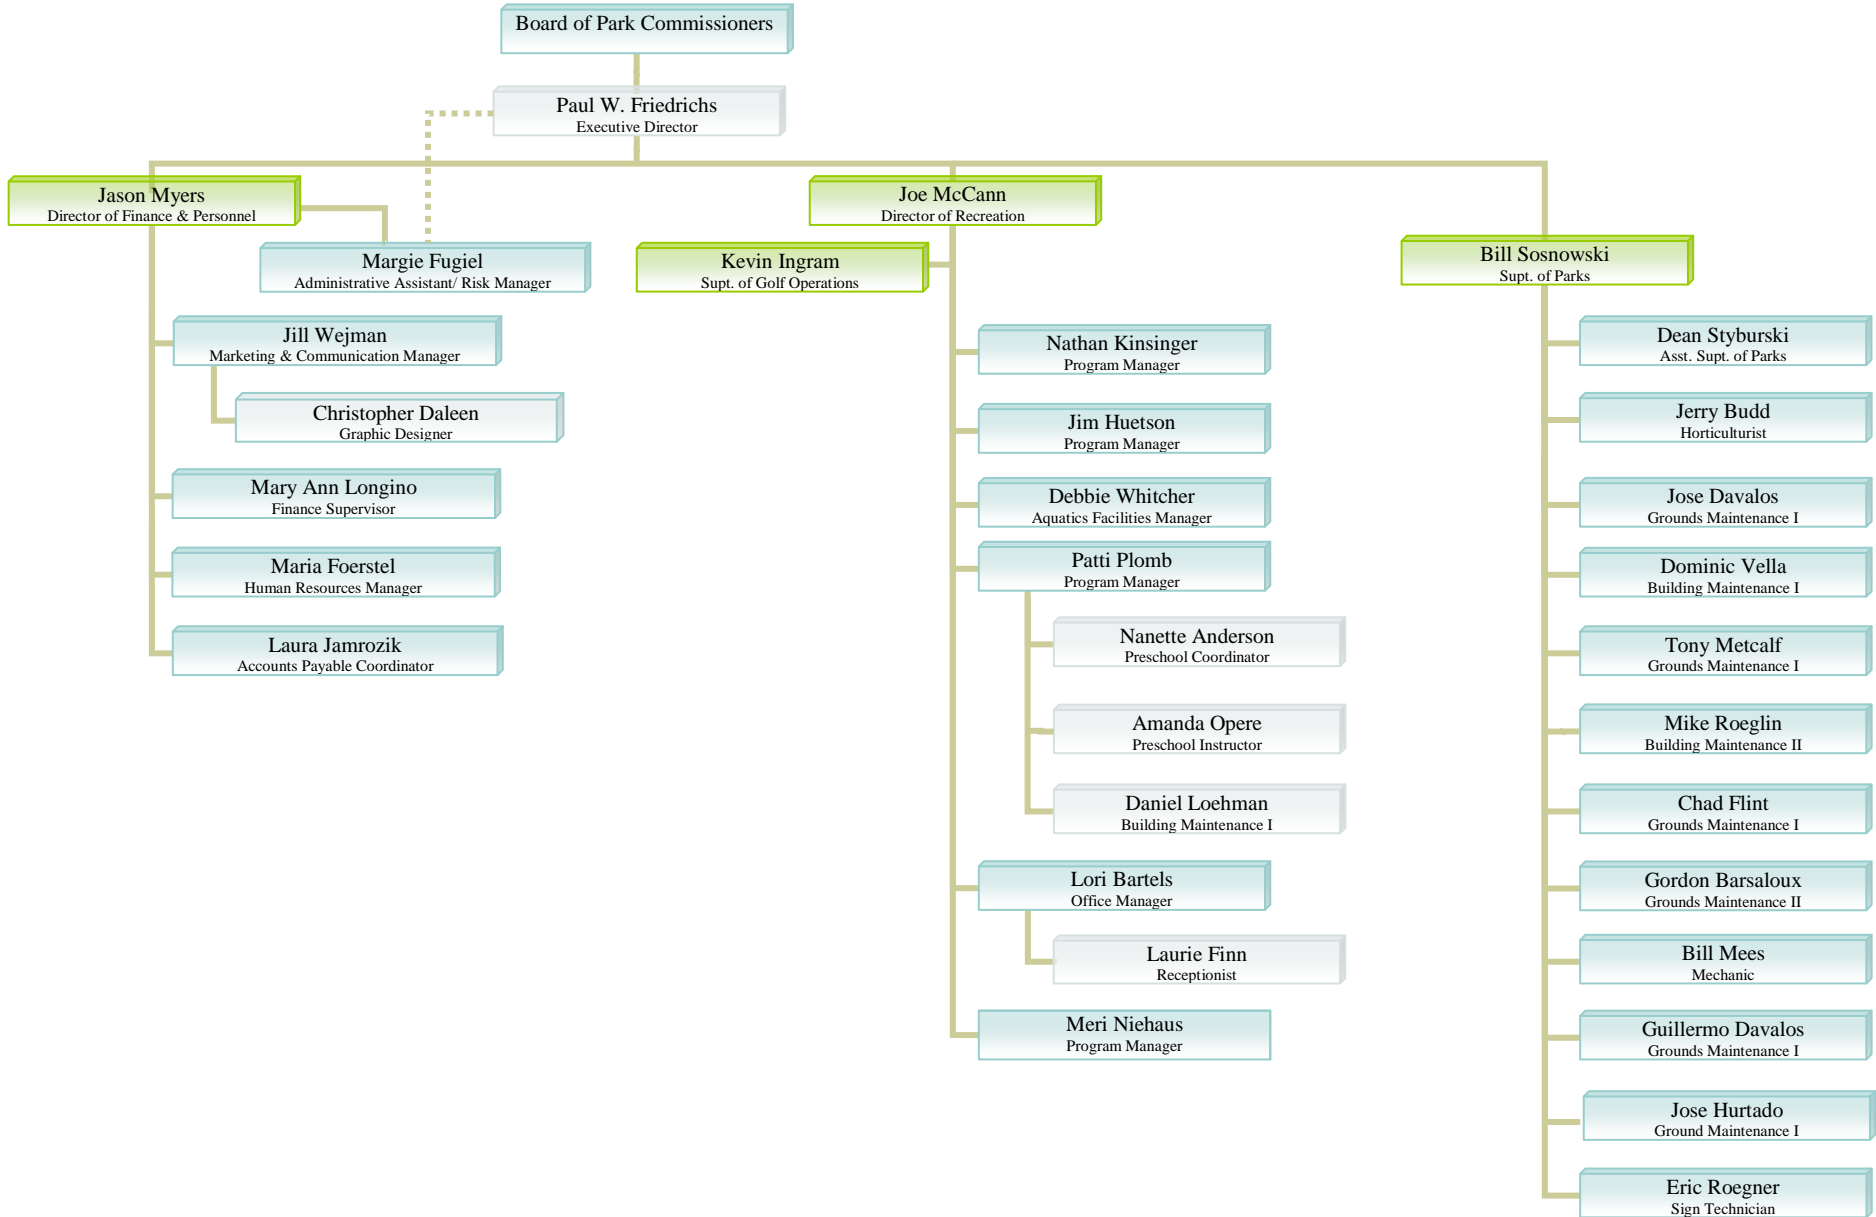 Board of Park Commissioners
Paul W. Friedrichs
Executive Director
Jason Myers
Director of Finance & Personnel
Margie Fugiel
Administrative Assistant/ Risk Manager
Jill Wejman
Marketing & Communication Manager
Christopher Daleen
Graphic Designer
Mary Ann Longino
Finance Supervisor
Maria Foerstel
Human Resources Manager
Laura Jamrozik
Accounts Payable Coordinator
Joe McCann
Director of Recreation
Kevin Ingram
Supt. of Golf Operations
Nathan Kinsinger
Program Manager
Jim Huetson
Program Manager
Debbie Whitcher
Aquatics Facilities Manager
Patti Plomb
Program Manager
Nanette Anderson
Preschool Coordinator
Amanda Opere
Preschool Instructor
Daniel Loehman
Building Maintenance I
Lori Bartels
Office Manager
Laurie Finn
Receptionist
Meri Niehaus
Program Manager
Bill Sosnowski
Supt. of Parks
Dean Styburski
Asst. Supt. of Parks
Jerry Budd
Horticulturist
Jose Davalos
Grounds Maintenance I
Dominic Vella
Building Maintenance I
Tony Metcalf
Grounds Maintenance I
Mike Roeglin
Building Maintenance II
Chad Flint
Grounds Maintenance I
Gordon Barsaloux
Grounds Maintenance II
Bill Mees
Mechanic
Guillermo Davalos
Grounds Maintenance I
Jose Hurtado
Ground Maintenance I
Eric Roegner
Sign Technician